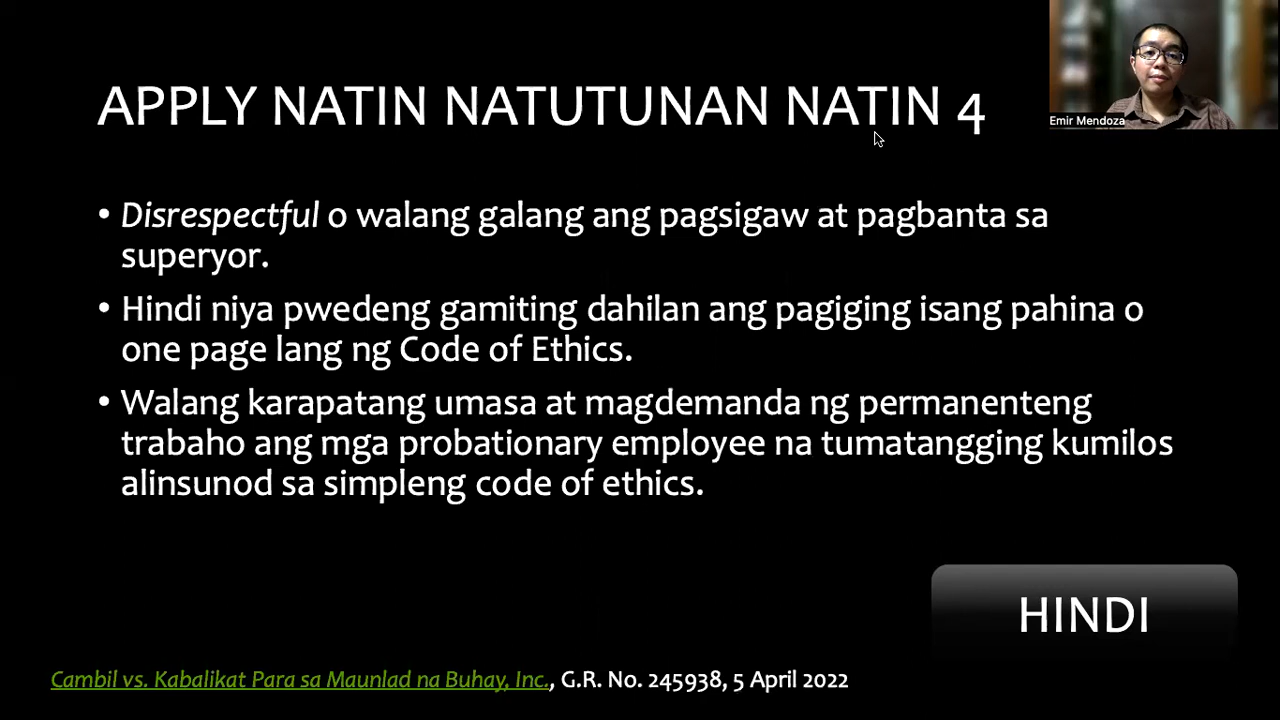 APPLY NATIN NATUTUNAN NATIN 4
Emir Mendoza
• Disrespectful o walang galang ang pagsigaw at pagbanta sa
superyor.
• Hindi niya pwedeng gamiting dahilan ang pagiging isang pahina o
one page lang ng Code of Ethics.
• Walang karapatang umasa at magdemanda ng permanenteng
trabaho ang mga probationary employee na tumatangging kumilos
alinsunod sa simpleng code of ethics.
HINDI
Cambil vs. Kabalikat Para sa Maunlad na Buhay, Inc., G.R. No. 245938, 5 April 2022